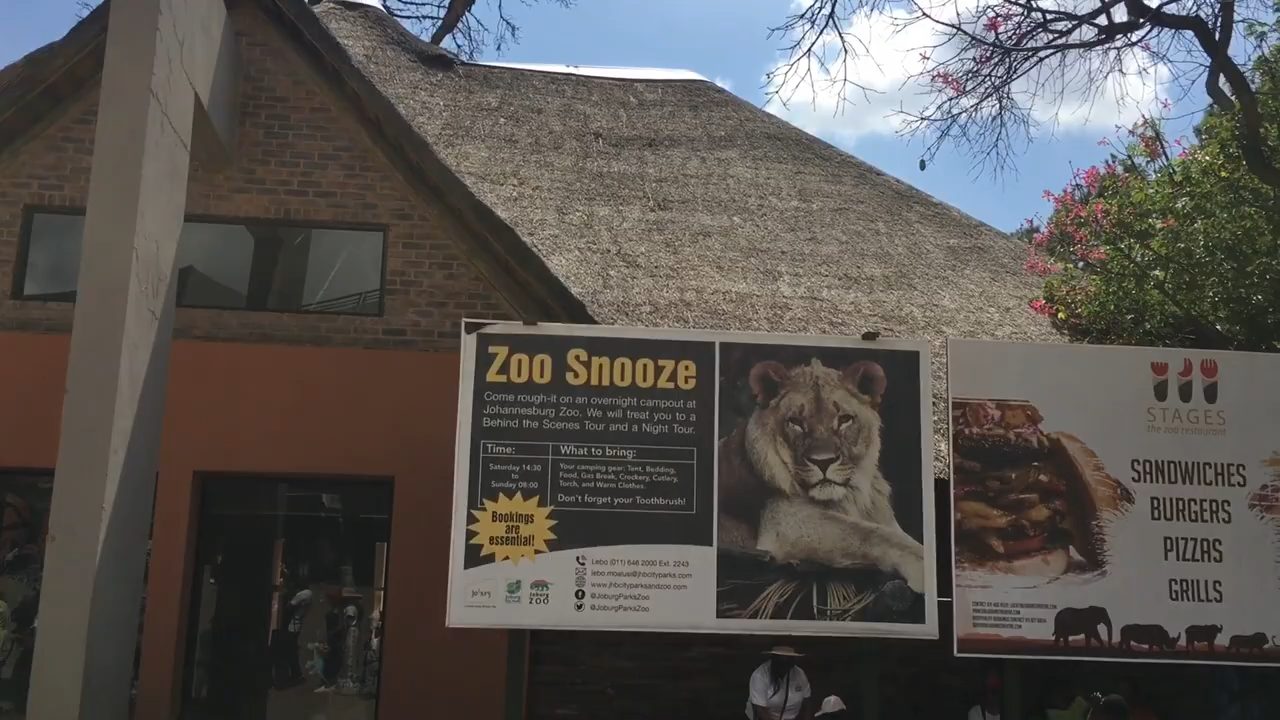 Zoo Snooze
Come rough-it on an overnight campout at
Johannesburg Zoo. We will treat you to a
Behind the Scenes Tour and a Night Tour.
Time:
Saturday 14:30
to
Sunday 08:00
What to bring:
Your camping gear; Tent, Bedding,
Food, Gas Break, Crockery, Cutlery,
Torch, and Warm Clothes.
Don't forget your Toothbrush!
Bookings
are
essential!
Lebo (011) 646 2000 Ext. 2243
www.jhbcityparksandzoo.com
@JoburgParksZoo
@JoburgParksZoo
joburg
ZOO
STAGES
the zoo restaurant
SANDWICHES
BURGERS
PIZZAS
GRILLS